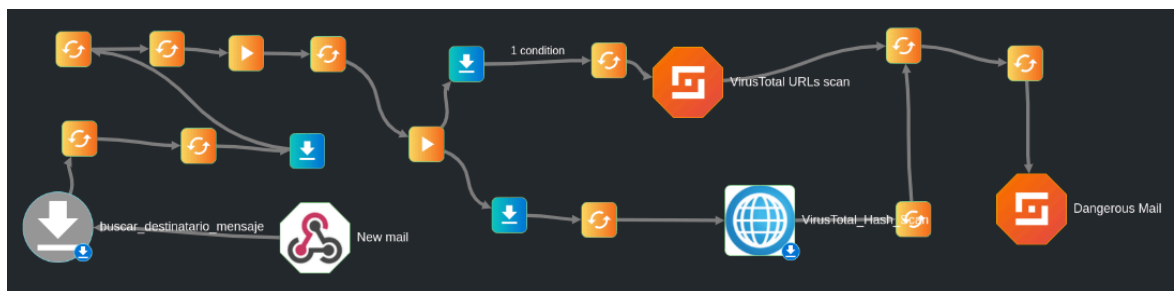 1 condition
VirusTotal URLs scan
buscar_destinatario_mensaje
New mail
VirusTotal_Hash_Scan
Dangerous Mail